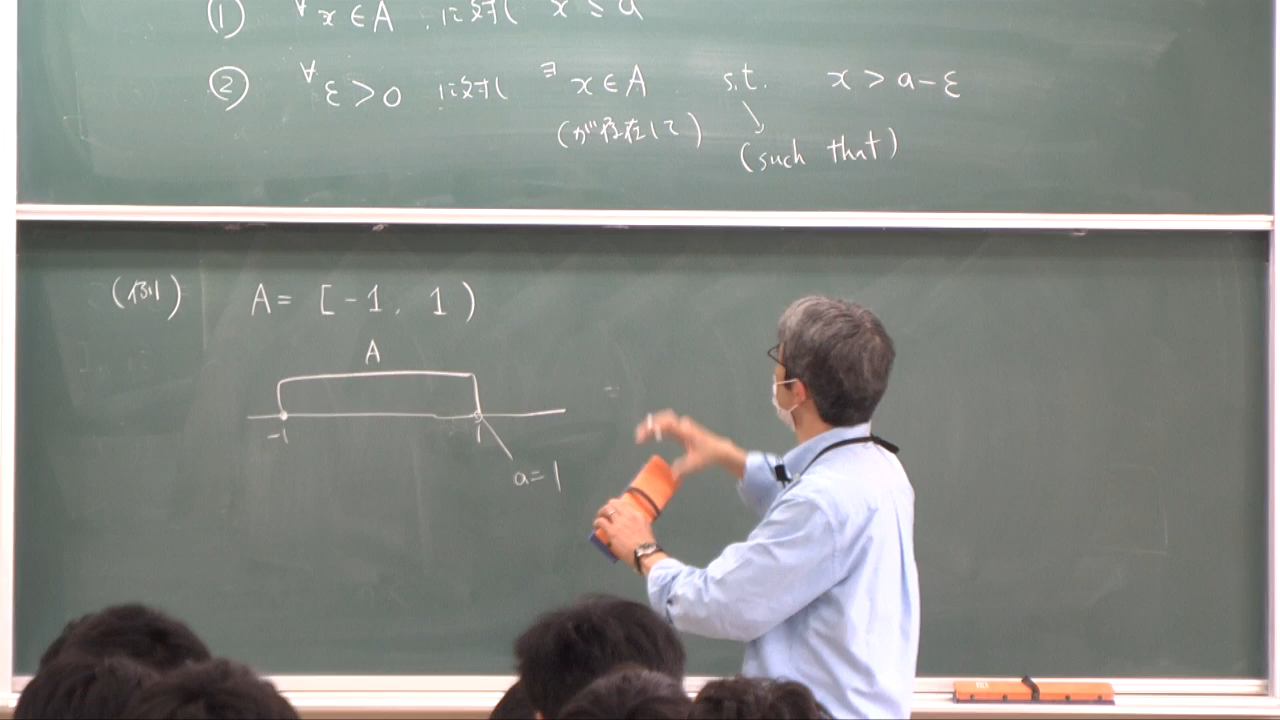 ① ∀x∈A に対し x≦a
② ∀ε>0 に対し ∃x∈A s.t. x>a-ε
(が存在して) (such that)
(例) A= [-1, 1)
A
-1 1
a=1